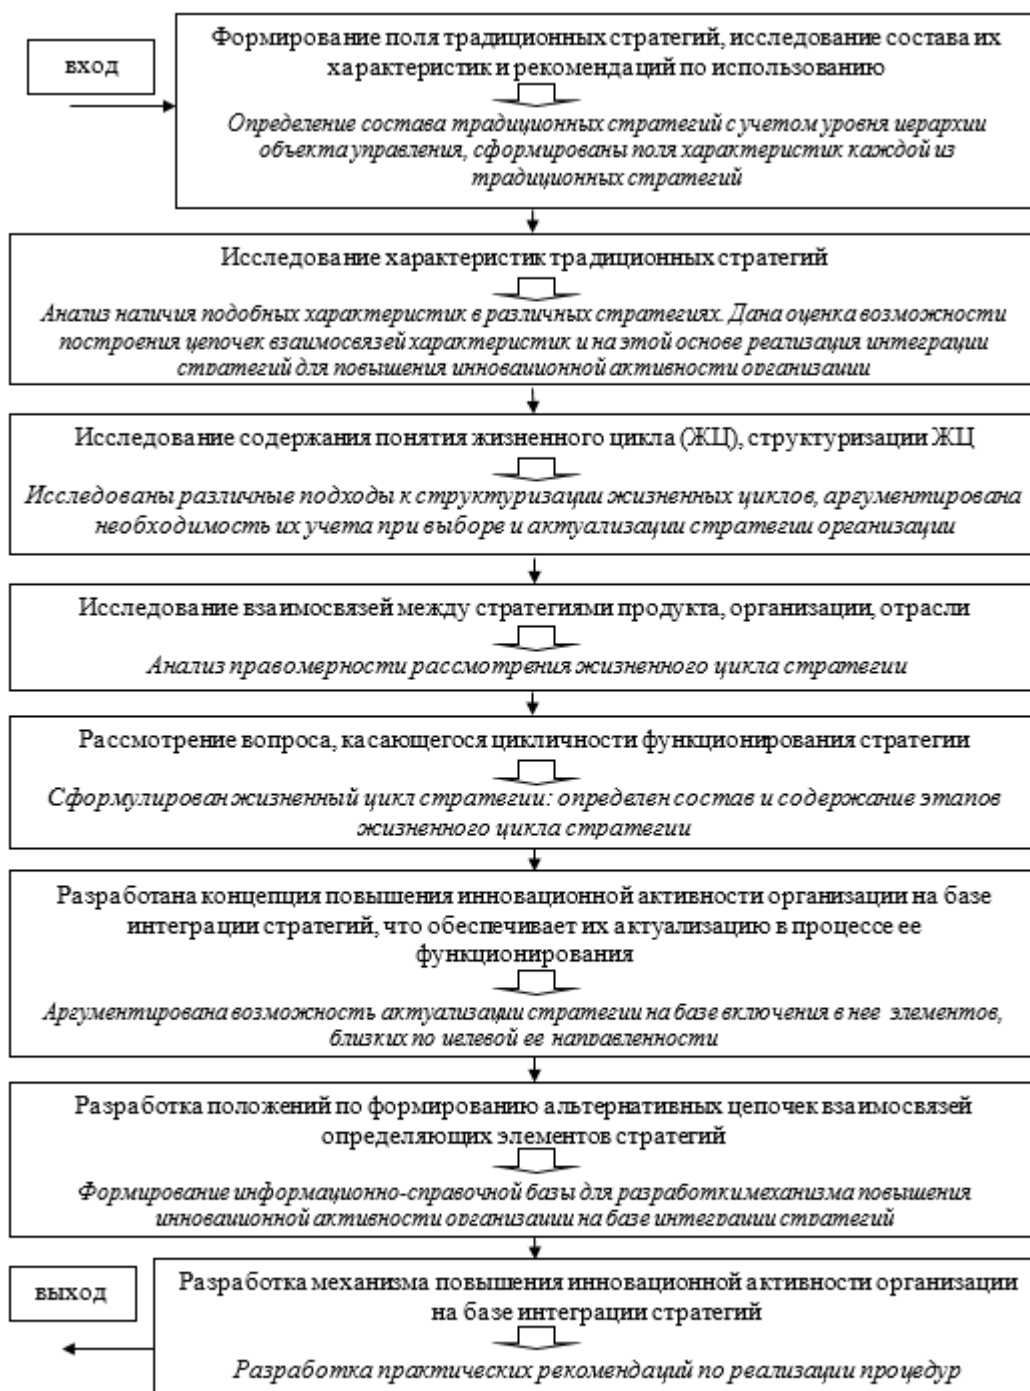 вход
Формирование поля традиционных стратегий, исследование состава их
характеристик и рекомендаций по использованию
Определение состава традиционных стратегий с учетом уровня иерархии
объекта управления, сформированы поля характеристик каждой из
традиционных стратегий
Исследование характеристик традиционных стратегий
Анализ наличия подобных характеристик в различных стратегиях. Дана оценка возможности
построения цепочек взаимосвязей характеристик и на этой основе реализация интеграции
стратегий для повышения инновационной активности организации
Исследование содержания понятия жизненного цикла (ЖЦ), структуризации ЖЦ
Исследованы различные подходы к структуризации жизненных циклов, аргументирована
необходимость их учета при выборе и актуализации стратегии организации
Исследование взаимосвязей между стратегиями продукта, организации, отрасли
Анализ правомерности рассмотрения жизненного цикла стратегии
Рассмотрение вопроса, касающегося цикличности функционирования стратегии
Сформулирован жизненный цикл стратегии: определен состав и содержание этапов
жизненного цикла стратегии
Разработана концепция повышения инновационной активности организации на базе
интеграции стратегий, что обеспечивает их актуализацию в процессе ее
функционирования
Аргументирована возможность актуализации стратегии на базе включения в нее элементов,
близких по целевой ее направленности
Разработка положений по формированию альтернативных цепочек взаимосвязей
определяющих элементов стратегий
Формирование информационно-справочной базы для разработки механизма повышения
инновационной активности организации на базе интеграции стратегий
выход
Разработка механизма повышения инновационной активности организации
на базе интеграции стратегий
Разработка практических рекомендаций по реализации процедур